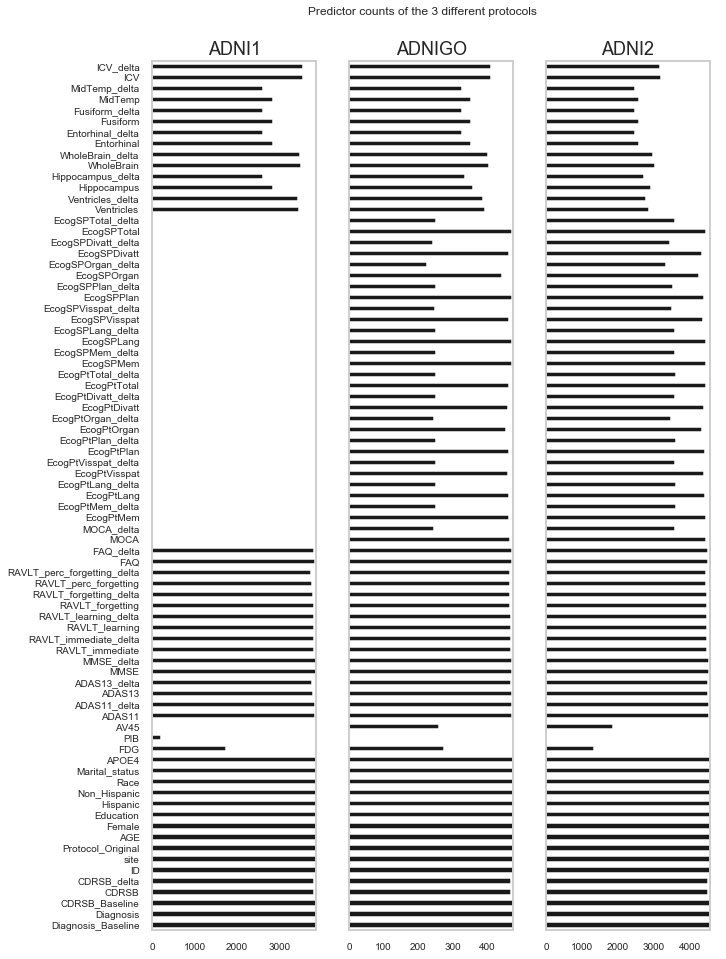 Predictor counts of the 3 different protocols
ADNI1 ADNIGO ADNI2
ICV_delta
ICV
MidTemp_delta
MidTemp
Fusiform_delta
Fusiform
Entorhinal_delta
Entorhinal
WholeBrain_delta
WholeBrain
Hippocampus_delta
Hippocampus
Ventricles_delta
Ventricles
EcogSPTotal_delta
EcogSPTotal
EcogSPDivatt_delta
EcogSPDivatt
EcogSPOrgan_delta
EcogSPOrgan
EcogSPPlan_delta
EcogSPPlan
EcogSPVisspat_delta
EcogSPVisspat
EcogSPLang_delta
EcogSPLang
EcogSPMem_delta
EcogSPMem
EcogPtTotal_delta
EcogPtTotal
EcogPtDivatt_delta
EcogPtDivatt
EcogPtOrgan_delta
EcogPtOrgan
EcogPtPlan_delta
EcogPtPlan
EcogPtVisspat_delta
EcogPtVisspat
EcogPtLang_delta
EcogPtLang
EcogPtMem_delta
EcogPtMem
MOCA_delta
MOCA
FAQ_delta
FAQ
RAVLT_perc_forgetting_delta
RAVLT_perc_forgetting
RAVLT_forgetting_delta
RAVLT_forgetting
RAVLT_learning_delta
RAVLT_learning
RAVLT_immediate_delta
RAVLT_immediate
MMSE_delta
MMSE
ADAS13_delta
ADAS13
ADAS11_delta
ADAS11
AV45
PIB
FDG
APOE4
Marital_status
Race
Non_Hispanic
Hispanic
Education
Female
AGE
Protocol_Original
site
ID
CDRSB_delta
CDRSB
CDRSB_Baseline
Diagnosis
Diagnosis_Baseline
0 1000 2000 3000 0 100 200 300 400 0 1000 2000 3000 4000